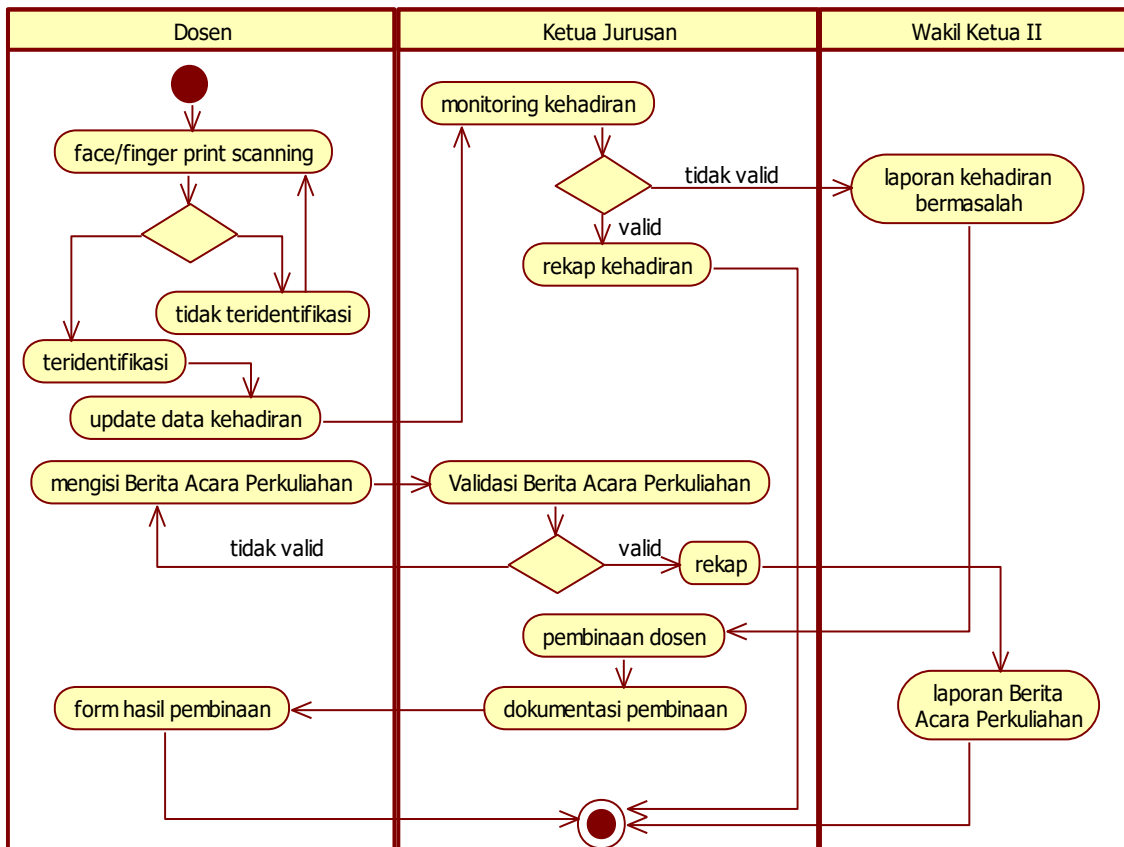 Dosen
Ketua Jurusan
Wakil Ketua II
face/finger print scanning
tidak teridentifikasi
teridentifikasi
update data kehadiran
monitoring kehadiran
tidak valid
valid
rekap kehadiran
laporan kehadiran
bermasalah
mengisi Berita Acara Perkuliahan
Validasi Berita Acara Perkuliahan
tidak valid
valid
rekap
pembinaan dosen
form hasil pembinaan
dokumentasi pembinaan
laporan Berita
Acara Perkuliahan